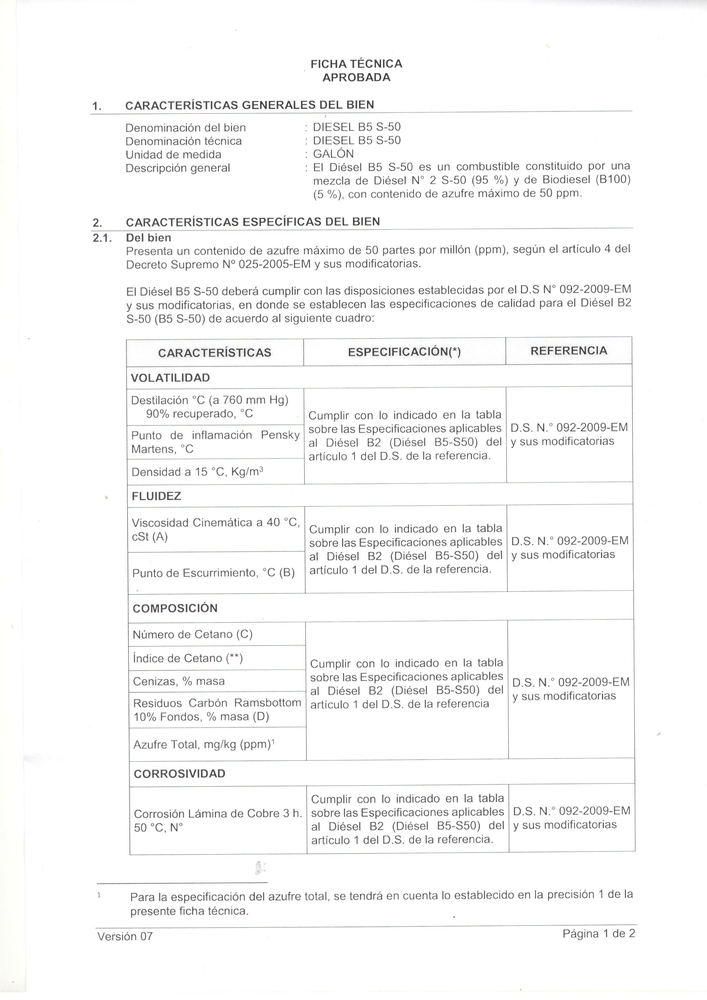 FICHA TÉCNICA
APROBADA
1. CARACTERÍSTICAS GENERALES DEL BIEN
Denominación del bien : DIESEL B5 S-50
Denominación técnica : DIESEL B5 S-50
Unidad de medida : GALÓN
Descripción general : El Diésel B5 S-50 es un combustible constituido por una
mezcla de Diésel N° 2 S-50 (95 %) y de Biodiesel (B100)
(5 %), con contenido de azufre máximo de 50 ppm.
2. CARACTERÍSTICAS ESPECÍFICAS DEL BIEN
2.1. Del bien
Presenta un contenido de azufre máximo de 50 partes por millón (ppm), según el artículo 4 del
Decreto Supremo Nº 025-2005-EM y sus modificatorias.
El Diésel B5 S-50 deberá cumplir con las disposiciones establecidas por el D.S N° 092-2009-EM
y sus modificatorias, en donde se establecen las especificaciones de calidad para el Diésel B2
S-50 (B5 S-50) de acuerdo al siguiente cuadro:
CARACTERÍSTICAS ESPECIFICACIÓN(*) REFERENCIA
VOLATILIDAD
Destilación °C (a 760 mm Hg)
90% recuperado, °C
Punto de inflamación Pensky
Martens, °C
Densidad a 15 °C, Kg/m³
Cumplir con lo indicado en la tabla
sobre las Especificaciones aplicables
al Diésel B2 (Diésel B5-S50) del
artículo 1 del D.S. de la referencia.
D.S. N.° 092-2009-EM
y sus modificatorias
FLUIDEZ
Viscosidad Cinemática a 40 °C,
cSt (A)
Punto de Escurrimiento, °C (B)
Cumplir con lo indicado en la tabla
sobre las Especificaciones aplicables
al Diésel B2 (Diésel B5-S50) del
artículo 1 del D.S. de la referencia.
D.S. N.° 092-2009-EM
y sus modificatorias
COMPOSICIÓN
Número de Cetano (C)
Índice de Cetano (**)
Cenizas, % masa
Residuos Carbón Ramsbottom
10% Fondos, % masa (D)
Azufre Total, mg/kg (ppm)¹
Cumplir con lo indicado en la tabla
sobre las Especificaciones aplicables
al Diésel B2 (Diésel B5-S50) del
artículo 1 del D.S. de la referencia
D.S. N.° 092-2009-EM
y sus modificatorias
CORROSIVIDAD
Corrosión Lámina de Cobre 3 h.
50 °C, N°
Cumplir con lo indicado en la tabla
sobre las Especificaciones aplicables
al Diésel B2 (Diésel B5-S50) del
artículo 1 del D.S. de la referencia.
D.S. N.° 092-2009-EM
y sus modificatorias
¹ Para la especificación del azufre total, se tendrá en cuenta lo establecido en la precisión 1 de la
presente ficha técnica.
Versión 07 Página 1 de 2